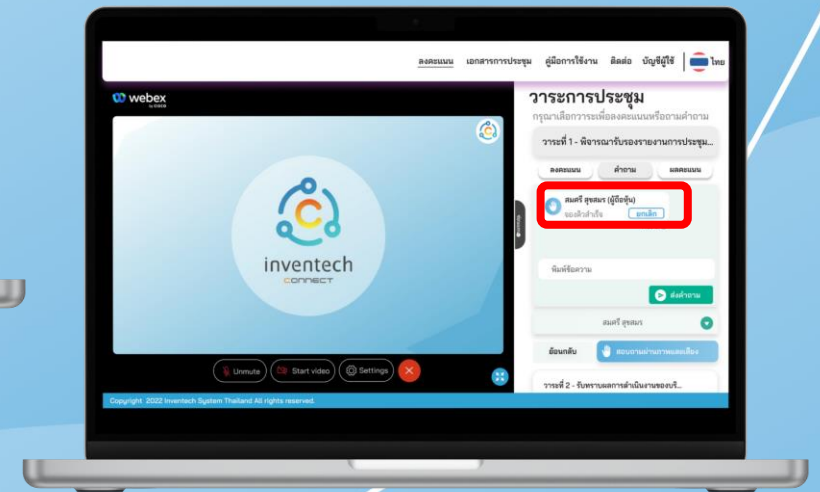 ลงคะแนน เอกสารการประชุม คู่มือการใช้งาน ติดต่อ บัญชีผู้ใช้ ไทย
webex
by CISCO
วาระการประชุม
กรุณาเลือกวาระเพื่อลงคะแนนหรือถามคำถาม
วาระที่ 1 - พิจารณารับรองรายงานการประชุม...
ลงคะแนน คำถาม ผลคะแนน
สมศรี สุขสมร (ผู้ถือหุ้น)
จองคิวสำเร็จ ยกเลิก
inventech
CONNECT
พิมพ์ข้อความ
ส่งคำถาม
สมศรี สุขสมร
ย้อนกลับ สอบถามผ่านภาพและเสียง
Unmute Start video Settings
วาระที่ 2 - รับทราบผลการดำเนินงานของบริ...
Copyright 2022 Inventech System Thailand All rights reserved.